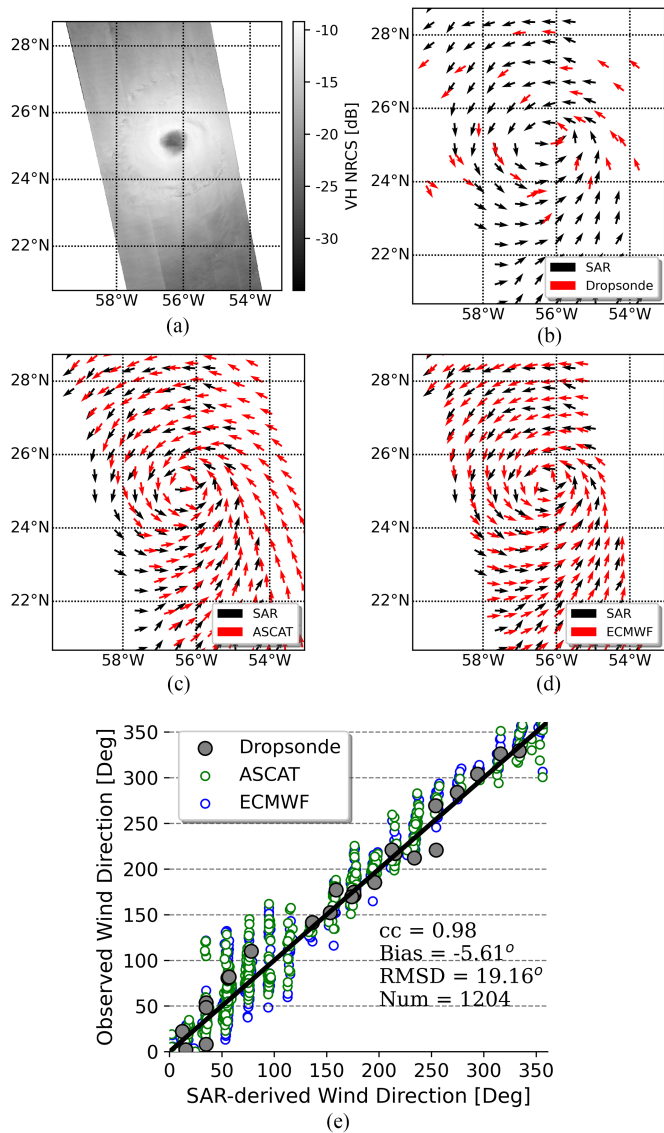 28°N
26°N
24°N
22°N
58°W 56°W 54°W
−10
−15
−20
−25
−30
VH NRCS [dB]
(a)
28°N
26°N
24°N
22°N
58°W 56°W 54°W
SAR
Dropsonde
(b)
28°N
26°N
24°N
22°N
58°W 56°W 54°W
SAR
ASCAT
(c)
28°N
26°N
24°N
22°N
58°W 56°W 54°W
SAR
ECMWF
(d)
Observed Wind Direction [Deg]
350
300
250
200
150
100
50
0
Dropsonde
ASCAT
ECMWF
cc = 0.98
Bias = -5.61°
RMSD = 19.16°
Num = 1204
0 50 100 150 200 250 300 350
SAR-derived Wind Direction [Deg]
(e)